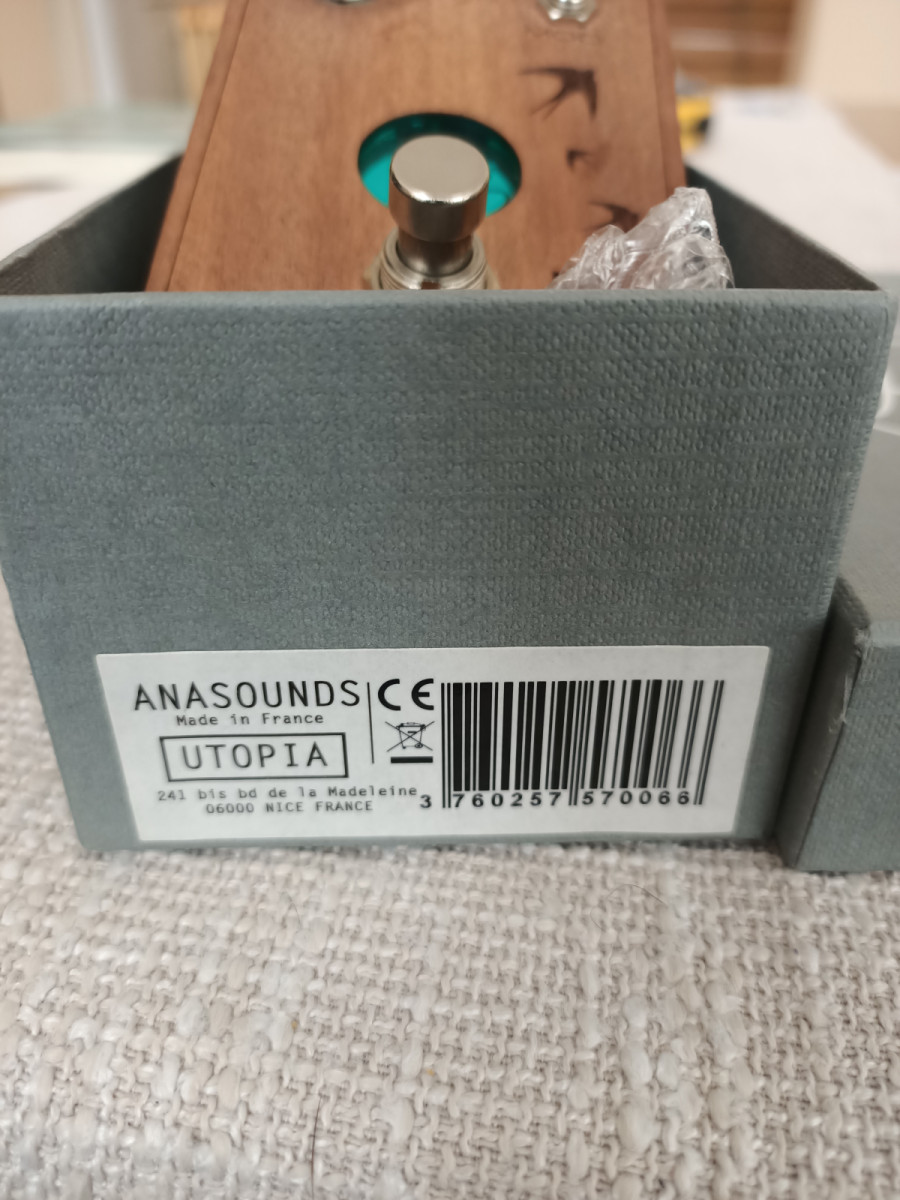 ANASOUNDS
Made in France
UTOPIA
241 bis bd de la Madeleine
06000 NICE FRANCE
CE
3 760257 570066